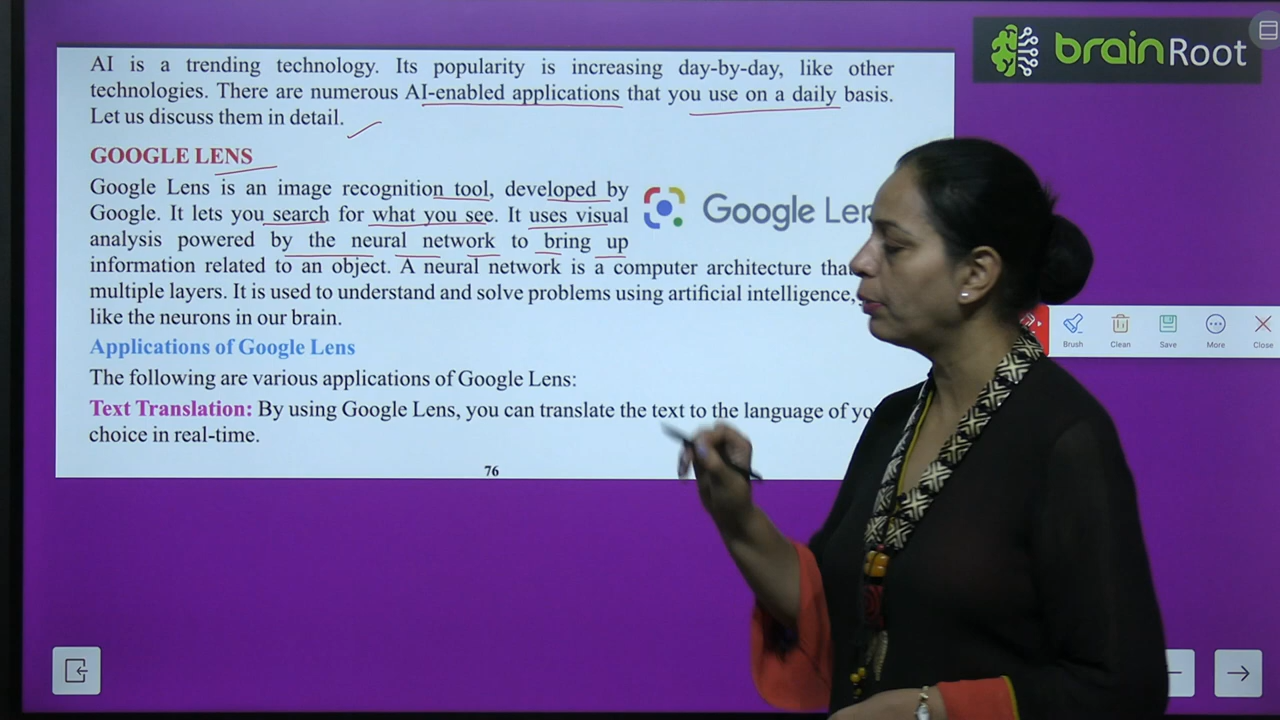 brainRoot
AI is a trending technology. Its popularity is increasing day-by-day, like other
technologies. There are numerous AI-enabled applications that you use on a daily basis.
Let us discuss them in detail.
GOOGLE LENS
Google Lens is an image recognition tool, developed by
Google. It lets you search for what you see. It uses visual
analysis powered by the neural network to bring up
information related to an object. A neural network is a computer architecture
multiple layers. It is used to understand and solve problems using artificial intelligence,
like the neurons in our brain.
Google
Applications of Google Lens
The following are various applications of Google Lens:
Text Translation: By using Google Lens, you can translate the text to the language of
choice in real-time.
76
Brush Clean Save More Close